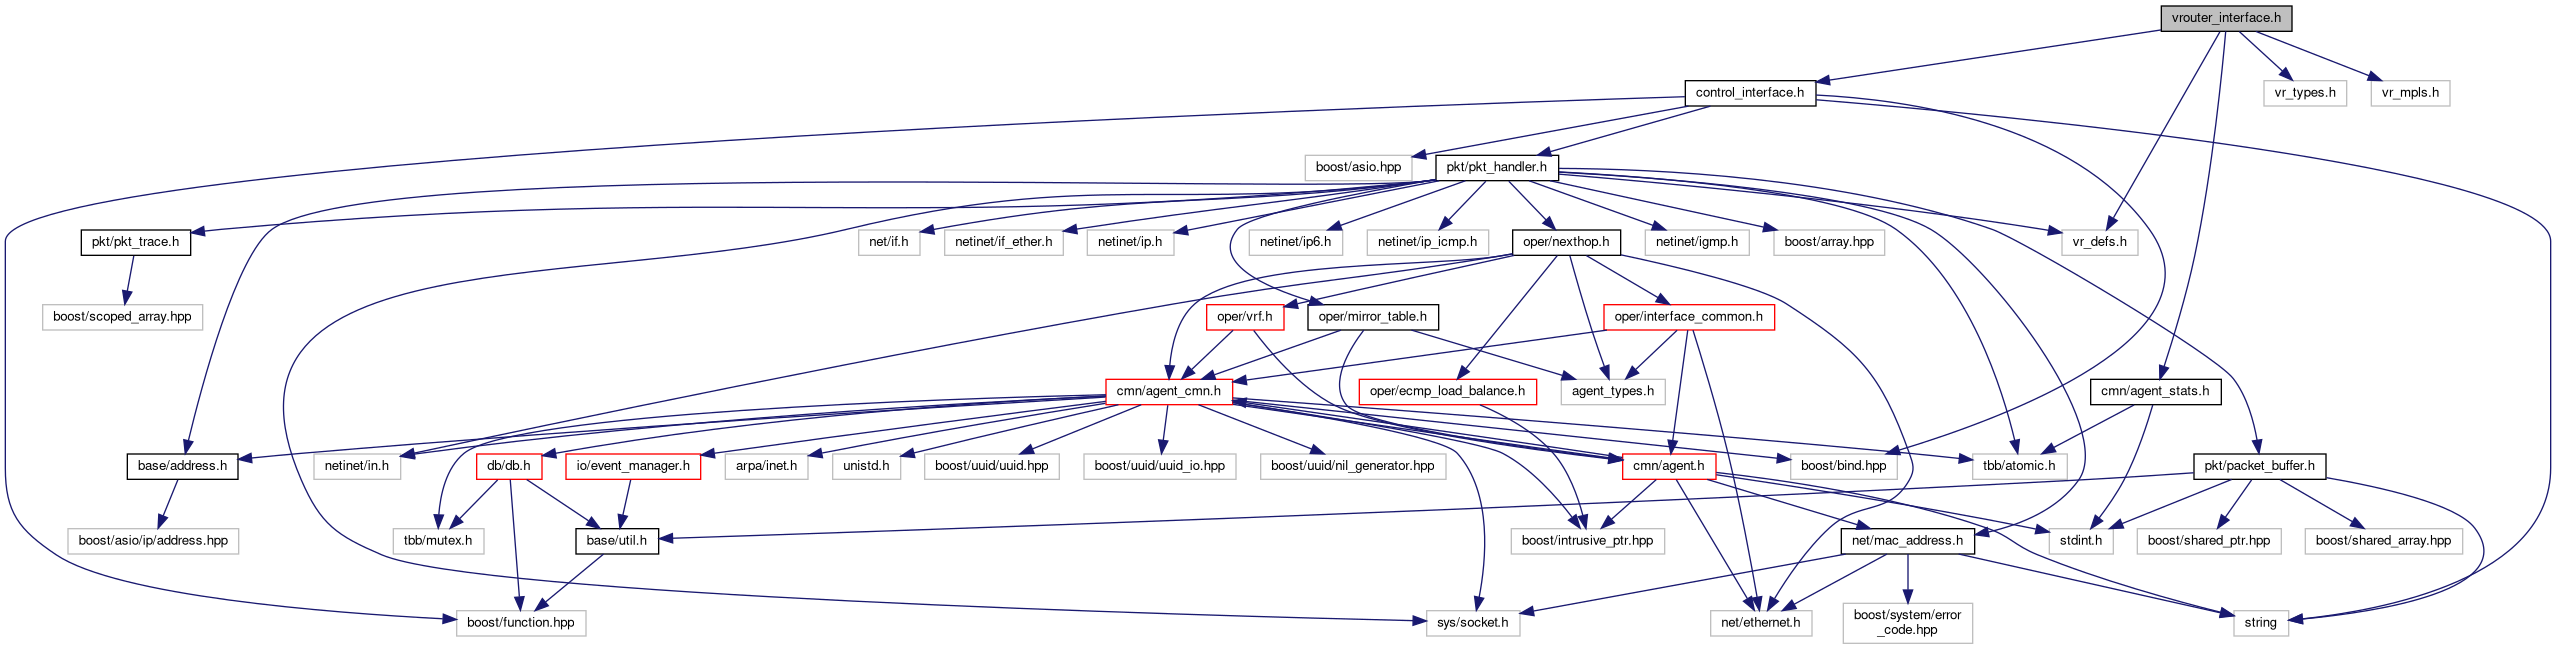 vrouter_interface.h
control_interface.h
vr_types.h
vr_mpls.h
boost/asio.hpp
pkt/pkt_handler.h
pkt/pkt_trace.h
net/if.h
netinet/if_ether.h
netinet/ip.h
netinet/ip6.h
netinet/ip_icmp.h
oper/nexthop.h
netinet/igmp.h
boost/array.hpp
vr_defs.h
boost/scoped_array.hpp
oper/vrf.h
oper/mirror_table.h
oper/interface_common.h
cmn/agent_cmn.h
oper/ecmp_load_balance.h
agent_types.h
cmn/agent_stats.h
base/address.h
netinet/in.h
db/db.h
io/event_manager.h
arpa/inet.h
unistd.h
boost/uuid/uuid.hpp
boost/uuid/uuid_io.hpp
boost/uuid/nil_generator.hpp
cmn/agent.h
boost/bind.hpp
tbb/atomic.h
pkt/packet_buffer.h
boost/asio/ip/address.hpp
tbb/mutex.h
base/util.h
boost/intrusive_ptr.hpp
net/mac_address.h
stdint.h
boost/shared_ptr.hpp
boost/shared_array.hpp
boost/function.hpp
sys/socket.h
net/ethernet.h
boost/system/error
_code.hpp
string